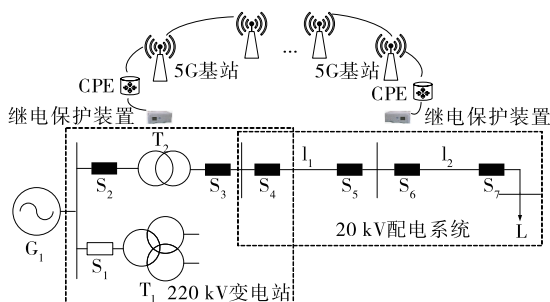 ...
5G基站
5G基站
CPE
CPE
继电保护装置
继电保护装置
T₂
l₁
l₂
S₂
S₃
S₄
S₅
S₆
S₇
G₁
L
20 kV配电系统
S₁
T₁
220 kV变电站